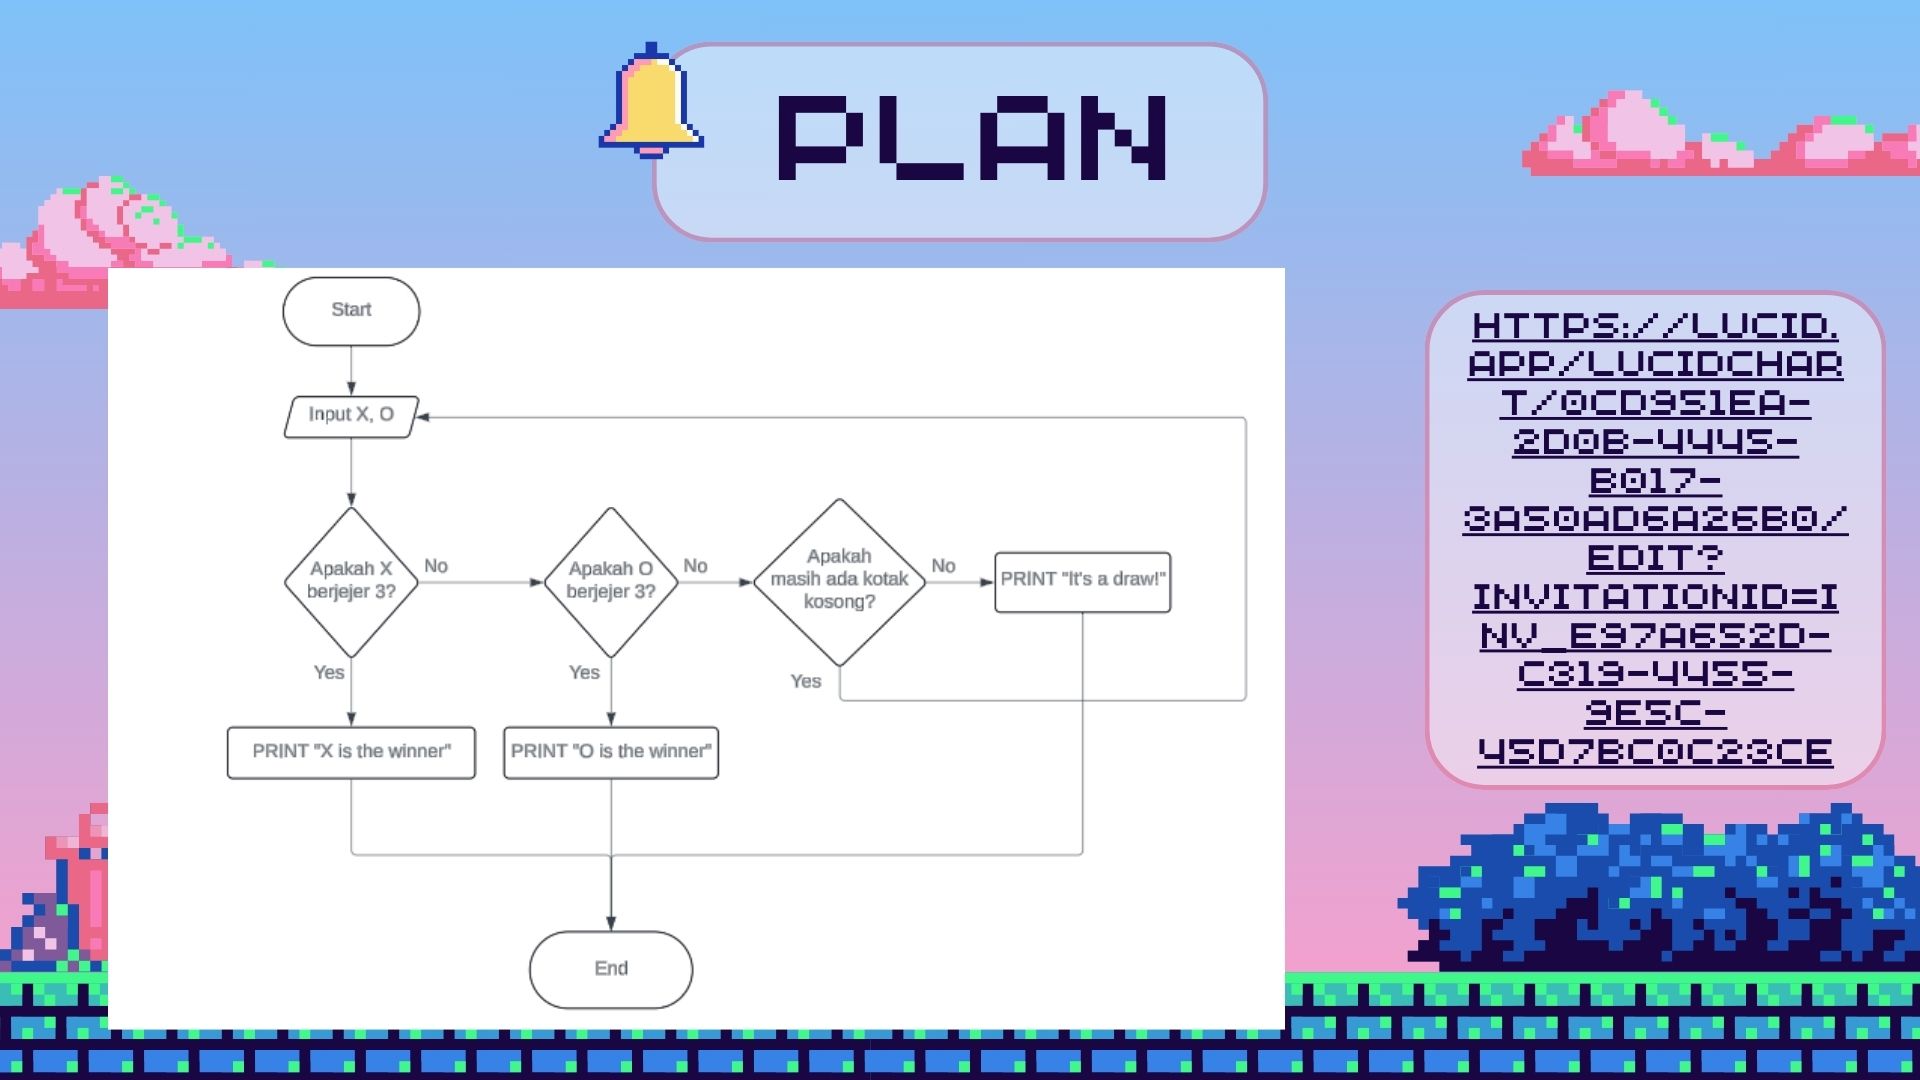 PLAN
Start
Input X, O
Apakah X
berjejer 3?
No
Apakah O
berjejer 3?
No
Apakah
masih ada kotak
kosong?
No
PRINT "It's a draw!"
Yes
Yes
Yes
PRINT "X is the winner"
PRINT "O is the winner"
End
HTTPS://LUCID.
APP/LUCIDCHAR
T/0CD951EA-
2D0B-4445-
B017-
3A50AD6A26B0/
EDIT?
INVITATIONID=I
NV_E97A652D-
C319-4455-
9E5C-
45D7BC0C23CE